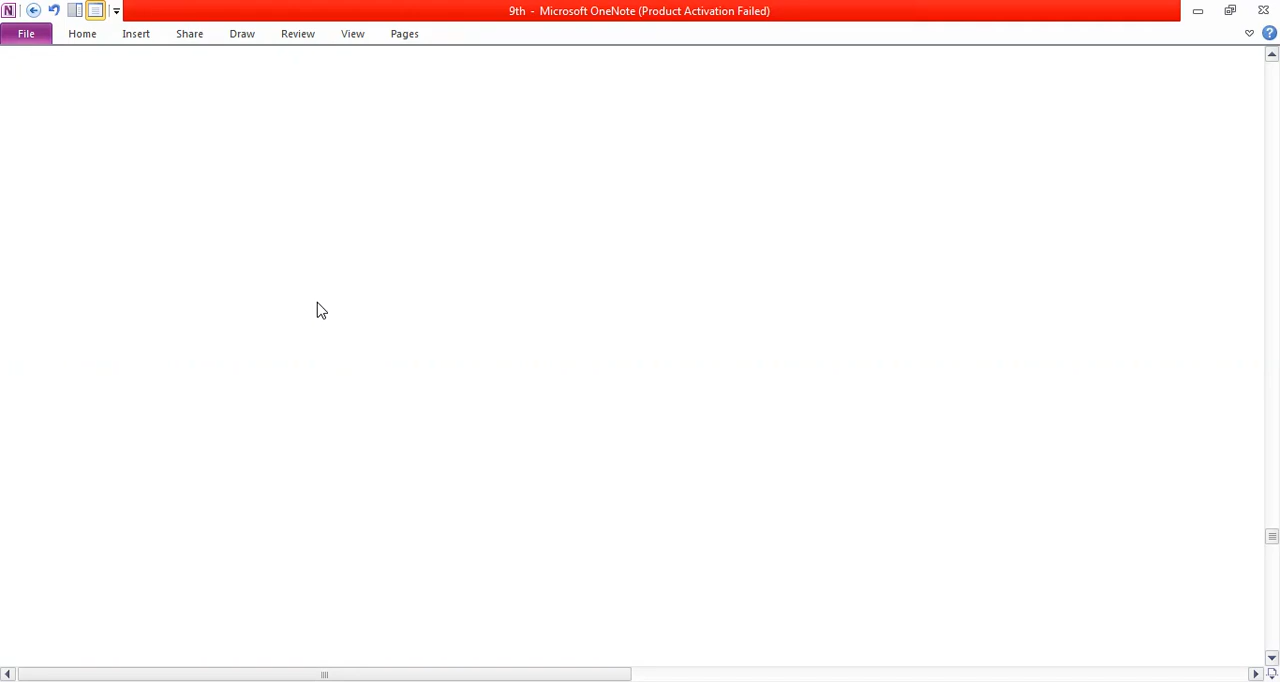 9th - Microsoft OneNote (Product Activation Failed)
File Home Insert Share Draw Review View Pages